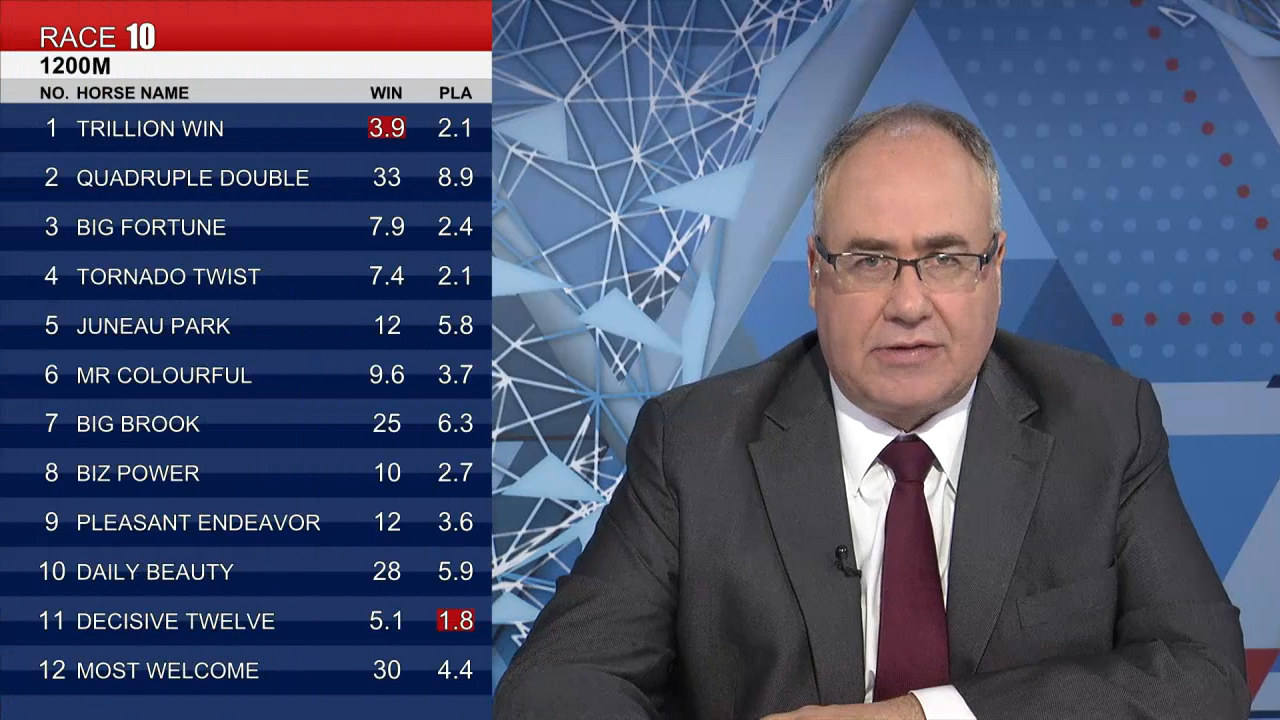 RACE 10
1200M
NO. HORSE NAME WIN PLA
1 TRILLION WIN 3.9 2.1
2 QUADRUPLE DOUBLE 33 8.9
3 BIG FORTUNE 7.9 2.4
4 TORNADO TWIST 7.4 2.1
5 JUNEAU PARK 12 5.8
6 MR COLOURFUL 9.6 3.7
7 BIG BROOK 25 6.3
8 BIZ POWER 10 2.7
9 PLEASANT ENDEAVOR 12 3.6
10 DAILY BEAUTY 28 5.9
11 DECISIVE TWELVE 5.1 1.8
12 MOST WELCOME 30 4.4